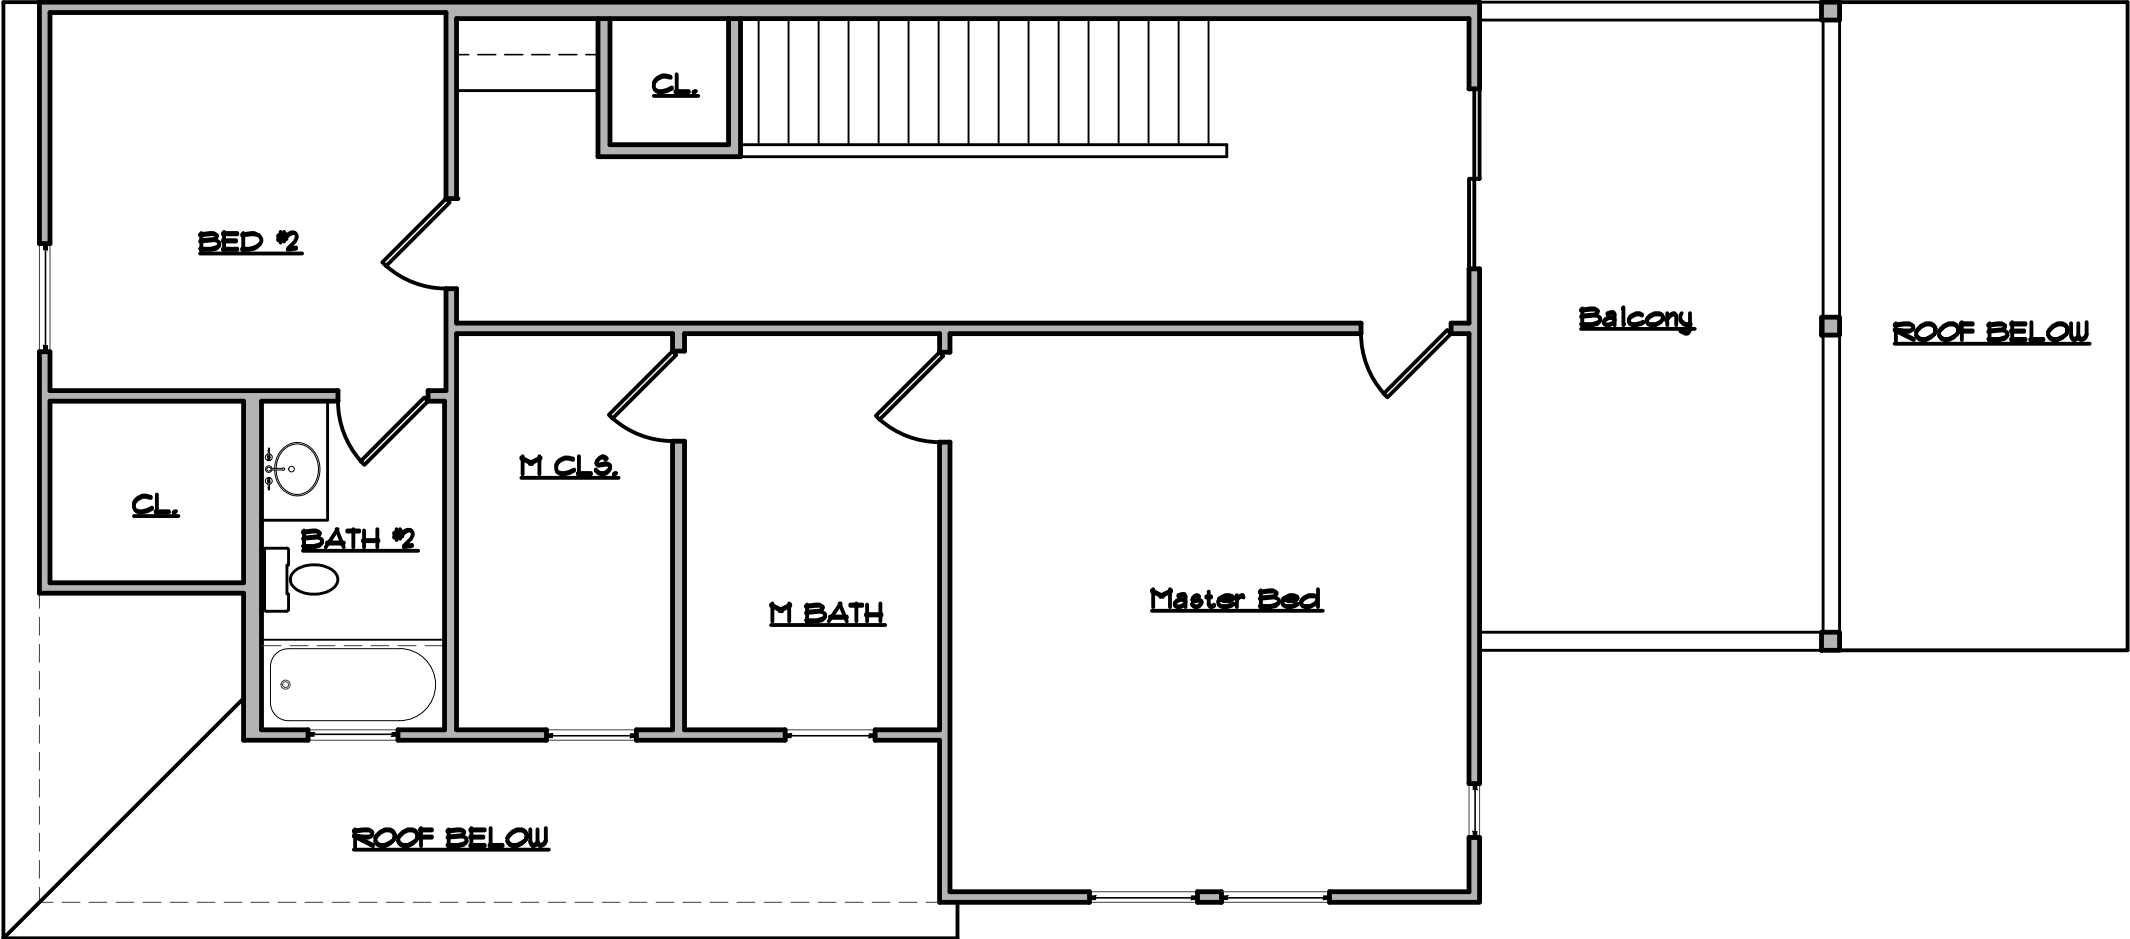 CL.
BED #2
Balcony
ROOF BELOW
M CLS.
CL.
BATH #2
Master Bed
M BATH
ROOF BELOW